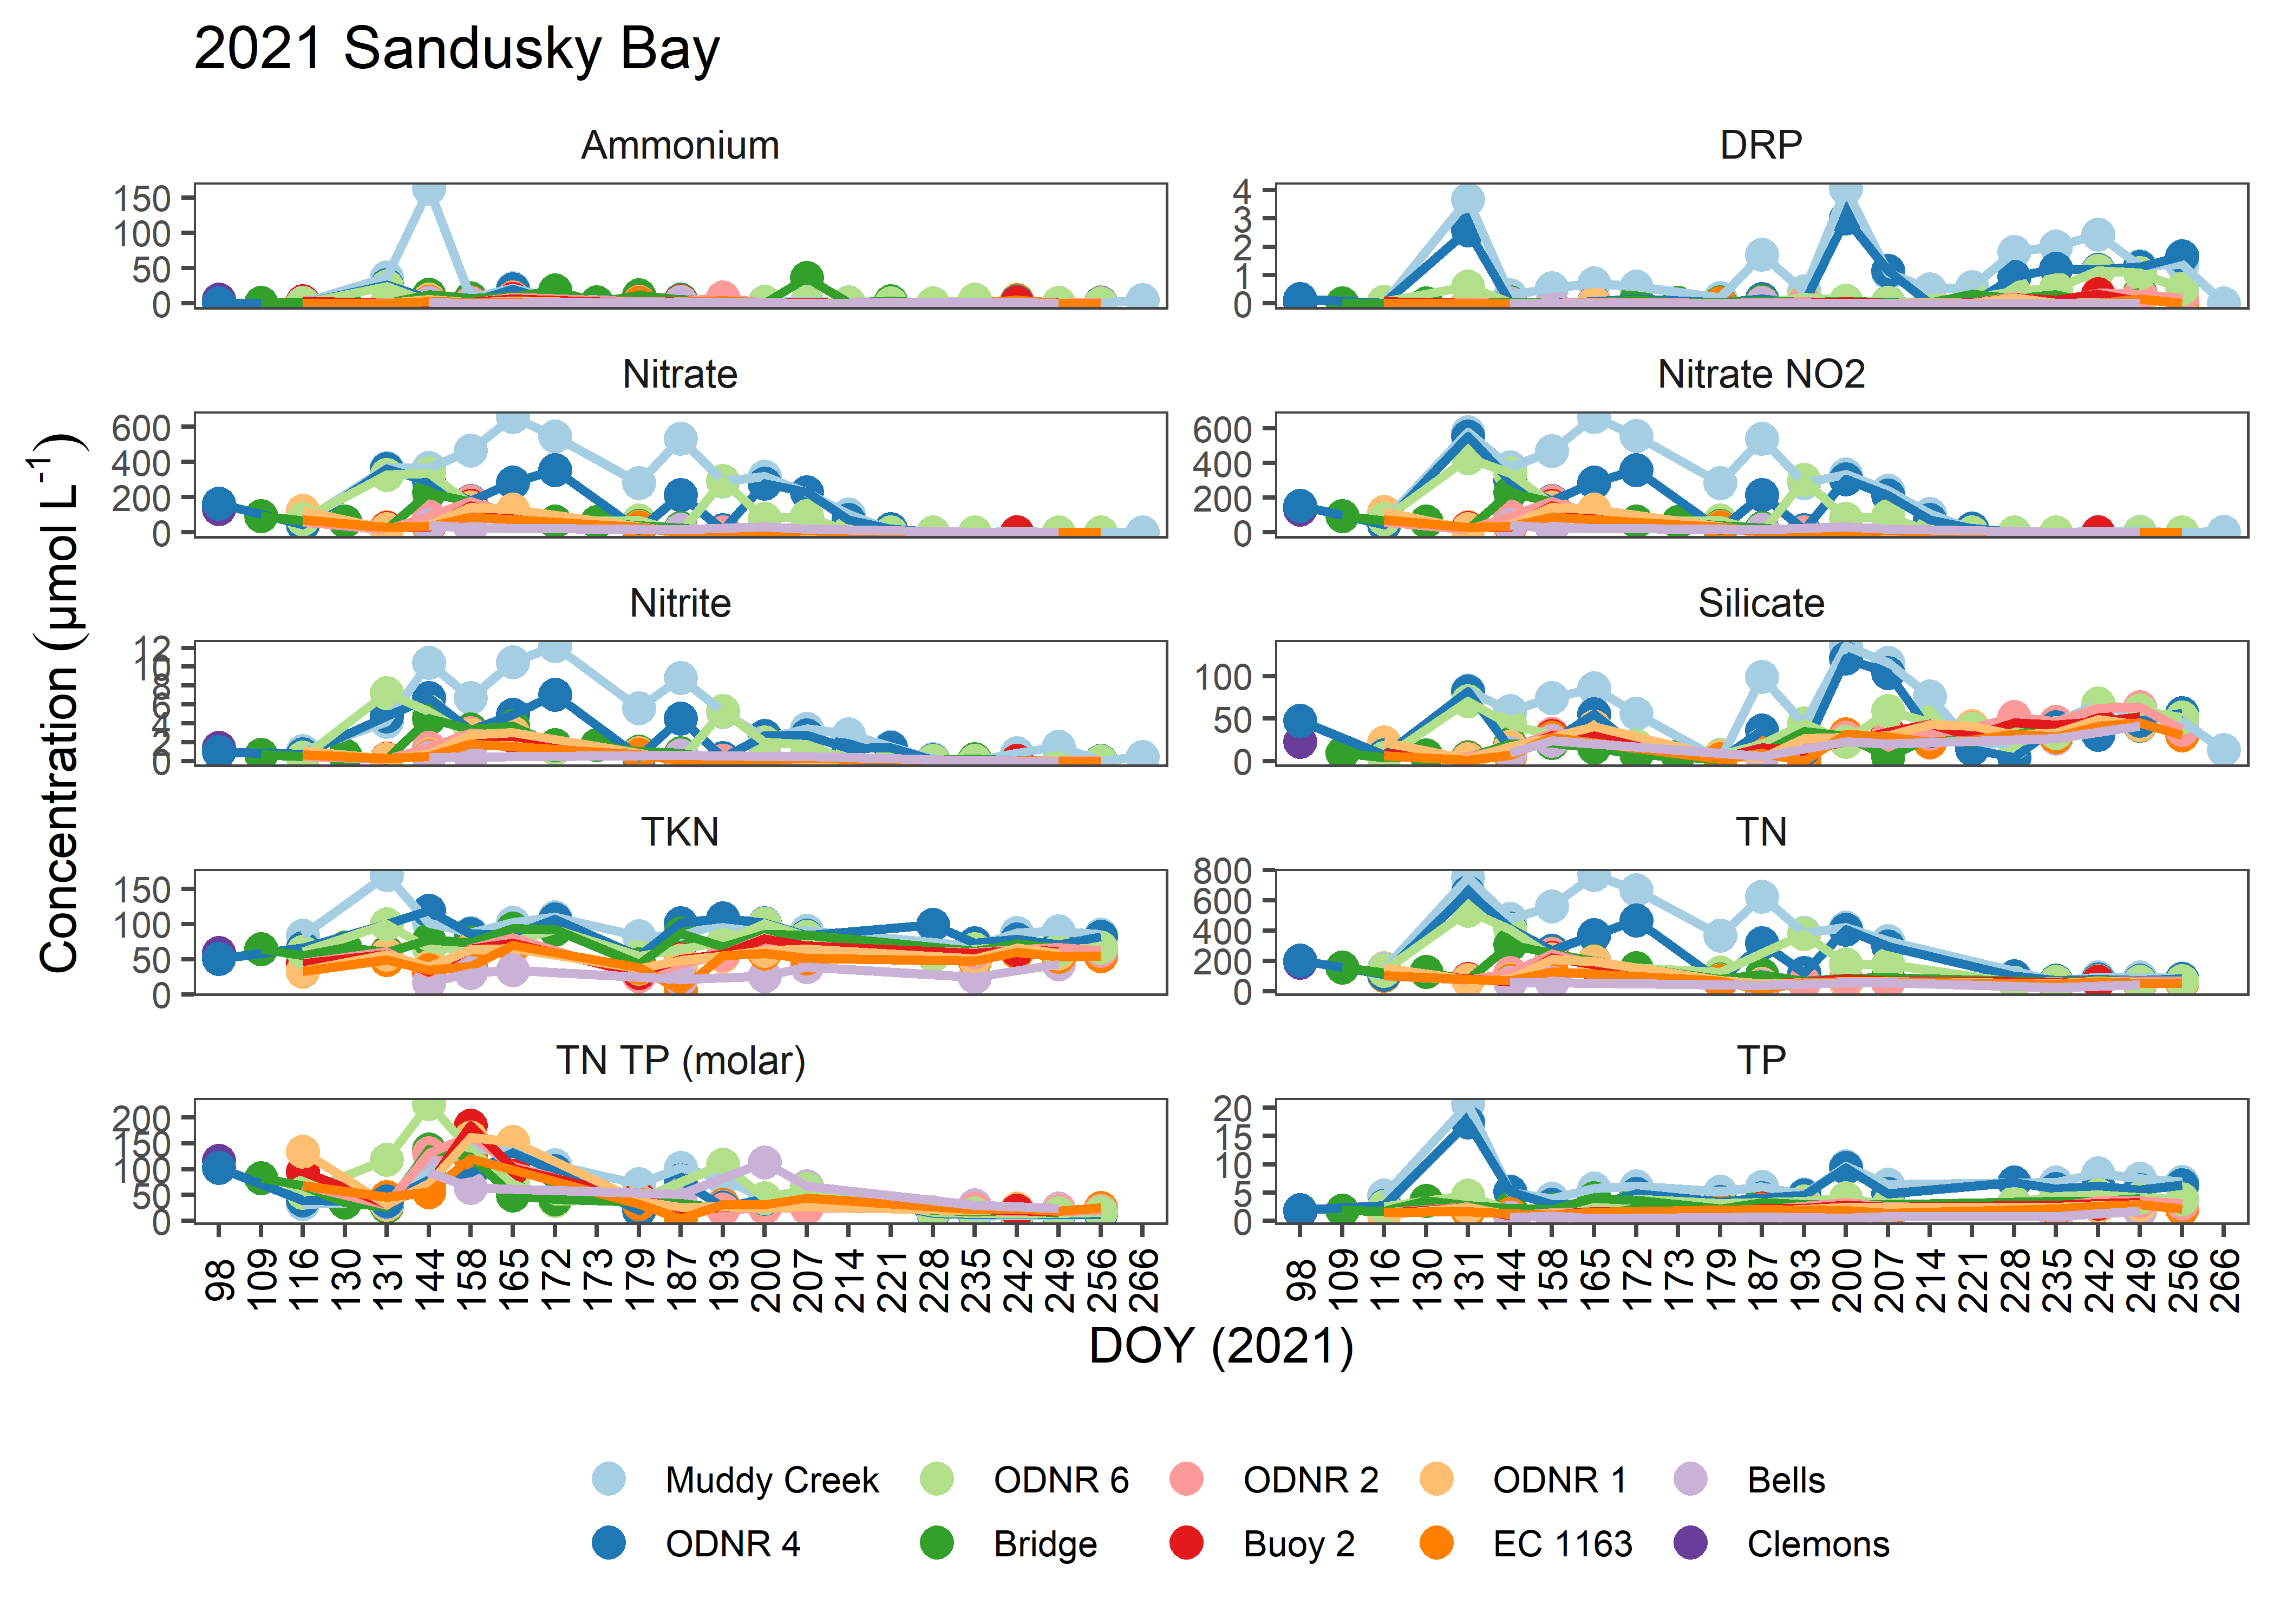 2021 Sandusky Bay
Ammonium
DRP
150
100
50
0
4
3
2
1
0
Nitrate
Nitrate NO2
600
400
200
0
600
400
200
0
Nitrite
Silicate
12
10
8
6
4
2
0
100
50
0
TKN
TN
150
100
50
0
800
600
400
200
0
TN TP (molar)
TP
200
150
100
50
0
20
15
10
5
0
Concentration (µmol L⁻¹)
98 109 116 130 131 144 158 165 172 173 179 187 193 200 207 214 221 228 235 242 249 256 266
98 109 116 130 131 144 158 165 172 173 179 187 193 200 207 214 221 228 235 242 249 256 266
DOY (2021)
Muddy Creek ODNR 6 ODNR 2 ODNR 1 Bells
ODNR 4 Bridge Buoy 2 EC 1163 Clemons